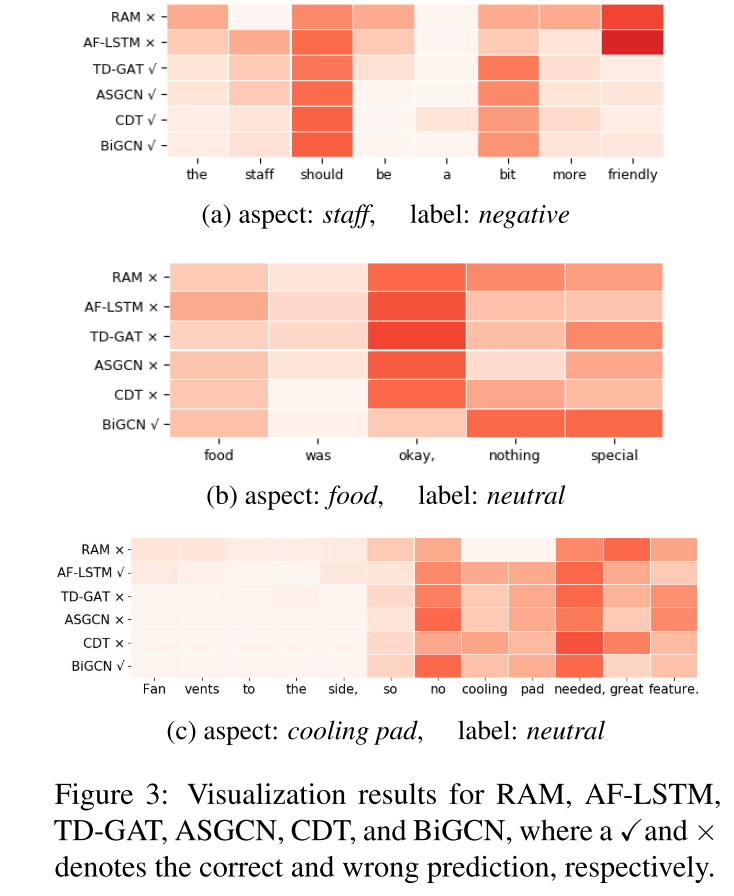 RAM ×
AF-LSTM ×
TD-GAT √
ASGCN √
CDT √
BiGCN √
the staff should be a bit more friendly
(a) aspect: staff, label: negative
RAM ×
AF-LSTM ×
TD-GAT ×
ASGCN ×
CDT ×
BiGCN √
food was okay, nothing special
(b) aspect: food, label: neutral
RAM ×
AF-LSTM √
TD-GAT ×
ASGCN ×
CDT ×
BiGCN √
Fan vents to the side, so no cooling pad needed, great feature.
(c) aspect: cooling pad, label: neutral
Figure 3: Visualization results for RAM, AF-LSTM,
TD-GAT, ASGCN, CDT, and BiGCN, where a ✓and ×
denotes the correct and wrong prediction, respectively.